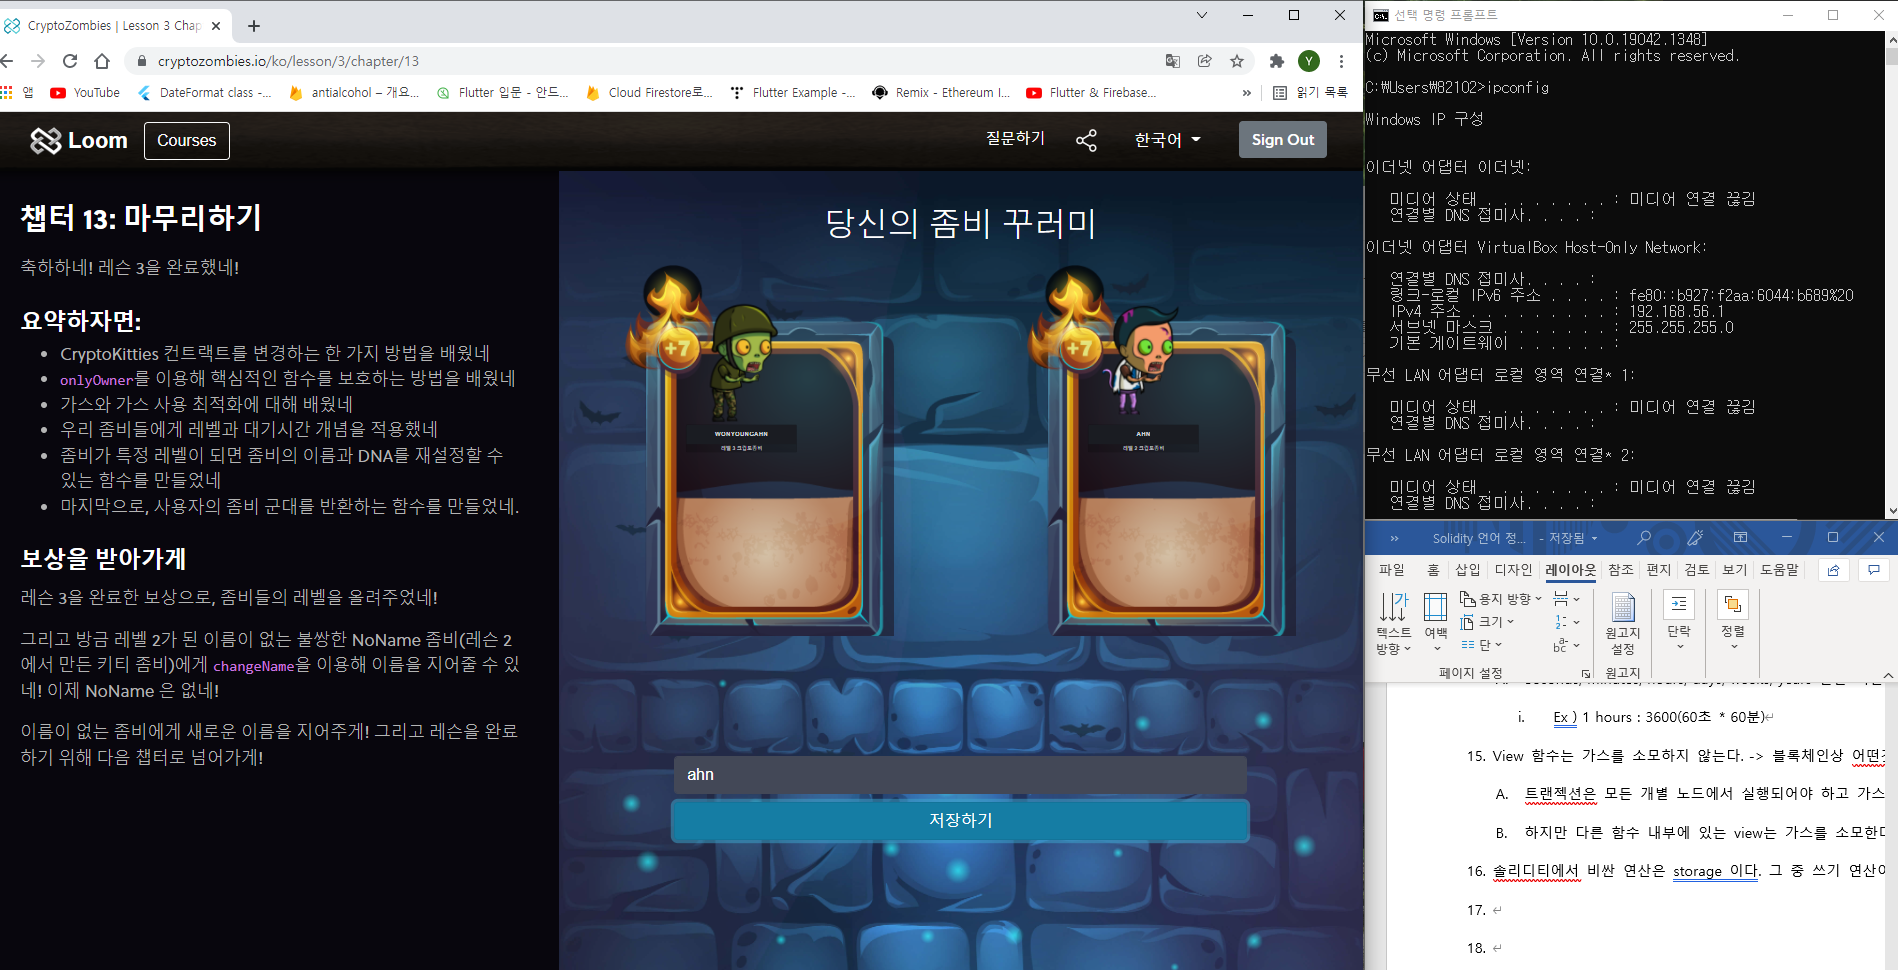 CryptoZombies | Lesson 3 Chap
cryptozombies.io/ko/lesson/3/chapter/13
Y
앱
YouTube
DateFormat class -...
antialcohol – 개요...
Flutter 입문 - 안드...
Cloud Firestore로...
Flutter Example -...
Remix - Ethereum I...
Flutter & Firebase...
»
읽기 목록
Loom
Courses
질문하기
한국어
Sign Out
챕터 13: 마무리하기
축하하네! 레슨 3을 완료했네!
요약하자면:
• CryptoKitties 컨트랙트를 변경하는 한 가지 방법을 배웠네
• onlyOwner를 이용해 핵심적인 함수를 보호하는 방법을 배웠네
• 가스와 가스 사용 최적화에 대해 배웠네
• 우리 좀비들에게 레벨과 대기시간 개념을 적용했네
• 좀비가 특정 레벨이 되면 좀비의 이름과 DNA를 재설정할 수
있는 함수를 만들었네
• 마지막으로, 사용자의 좀비 군대를 반환하는 함수를 만들었네.
보상을 받아가게
레슨 3을 완료한 보상으로, 좀비들의 레벨을 올려주었네!
그리고 방금 레벨 2가 된 이름이 없는 불쌍한 NoName 좀비(레슨 2
에서 만든 키티 좀비)에게 changeName을 이용해 이름을 지어줄 수 있
네! 이제 NoName 은 없네!
이름이 없는 좀비에게 새로운 이름을 지어주게! 그리고 레슨을 완료
하기 위해 다음 챕터로 넘어가게!
당신의 좀비 꾸러미
+7
WONYOUNGAHN
레벨 3 크립토좀비
+7
AHN
레벨 2 크립토좀비
ahn
저장하기
선택 명령 프롬프트
Microsoft Windows [Version 10.0.19042.1348]
(c) Microsoft Corporation. All rights reserved.
C:₩Users₩82102>ipconfig
Windows IP 구성
이더넷 어댑터 이더넷:
미디어 상태 . . . . . . . . : 미디어 연결 끊김
연결별 DNS 접미사. . . . :
이더넷 어댑터 VirtualBox Host-Only Network:
연결별 DNS 접미사. . . . :
링크-로컬 IPv6 주소 . . . . : fe80::b927:f2aa:6044:b689%20
IPv4 주소 . . . . . . . . . : 192.168.56.1
서브넷 마스크 . . . . . . . : 255.255.255.0
기본 게이트웨이 . . . . . . :
무선 LAN 어댑터 로컬 영역 연결* 1:
미디어 상태 . . . . . . . . : 미디어 연결 끊김
연결별 DNS 접미사. . . . :
무선 LAN 어댑터 로컬 영역 연결* 2:
미디어 상태 . . . . . . . . : 미디어 연결 끊김
연결별 DNS 접미사. . . . :
» Solidity 언어 정... - 저장됨
파일 홈 삽입 디자인 레이아웃 참조 편지 검토 보기 도움말
텍스트 방향
여백
용지 방향
크기
단
페이지 설정
원고지 설정
원고지
단락
정렬
i. Ex ) 1 hours : 3600(60초 * 60분)
15. View 함수는 가스를 소모하지 않는다. -> 블록체인상 어떤
A. 트랜젝션은 모든 개별 노드에서 실행되어야 하고 가스
B. 하지만 다른 함수 내부에 있는 view는 가스를 소모한다
16. 솔리디티에서 비싼 연산은 storage 이다. 그 중 쓰기 연산이
17.
18.